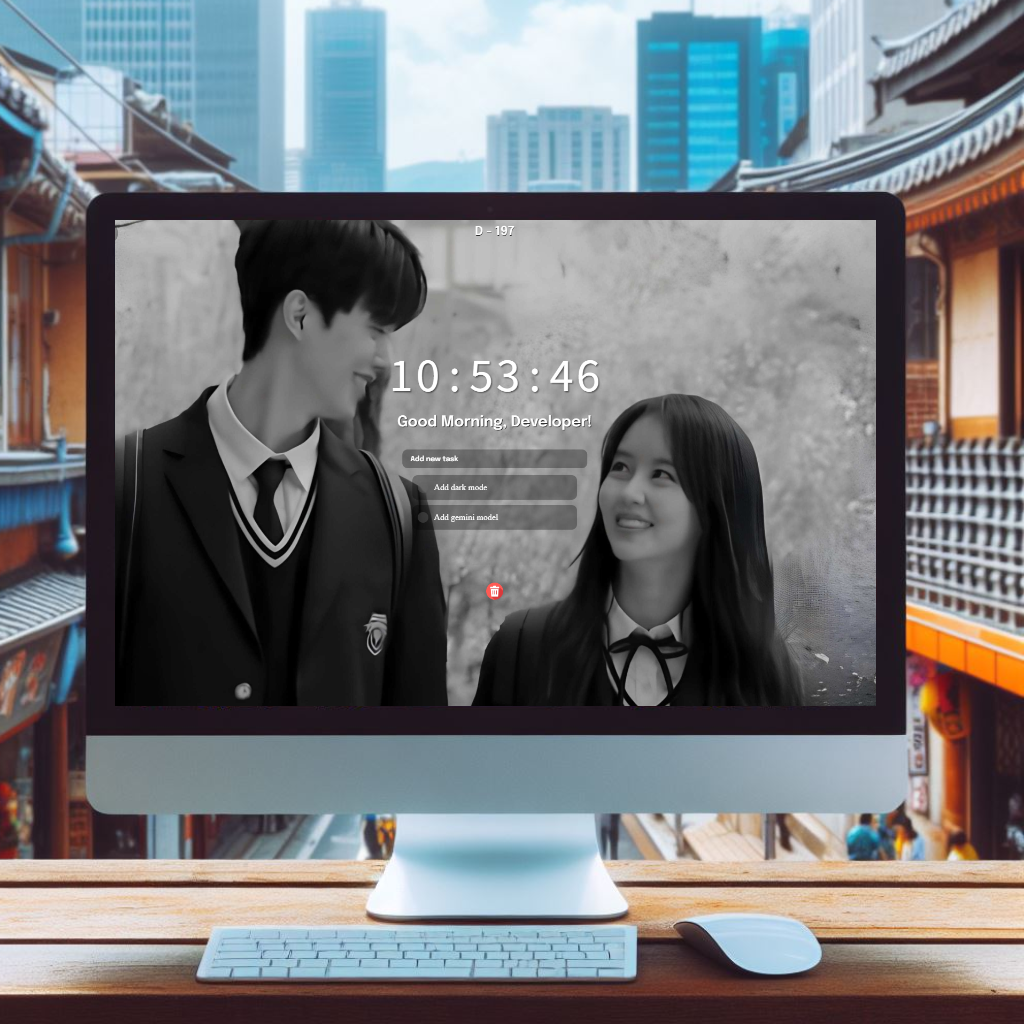 D - 197
10:53:46
Good Morning, Developer!
Add new task
Add dark mode
Add gemini model